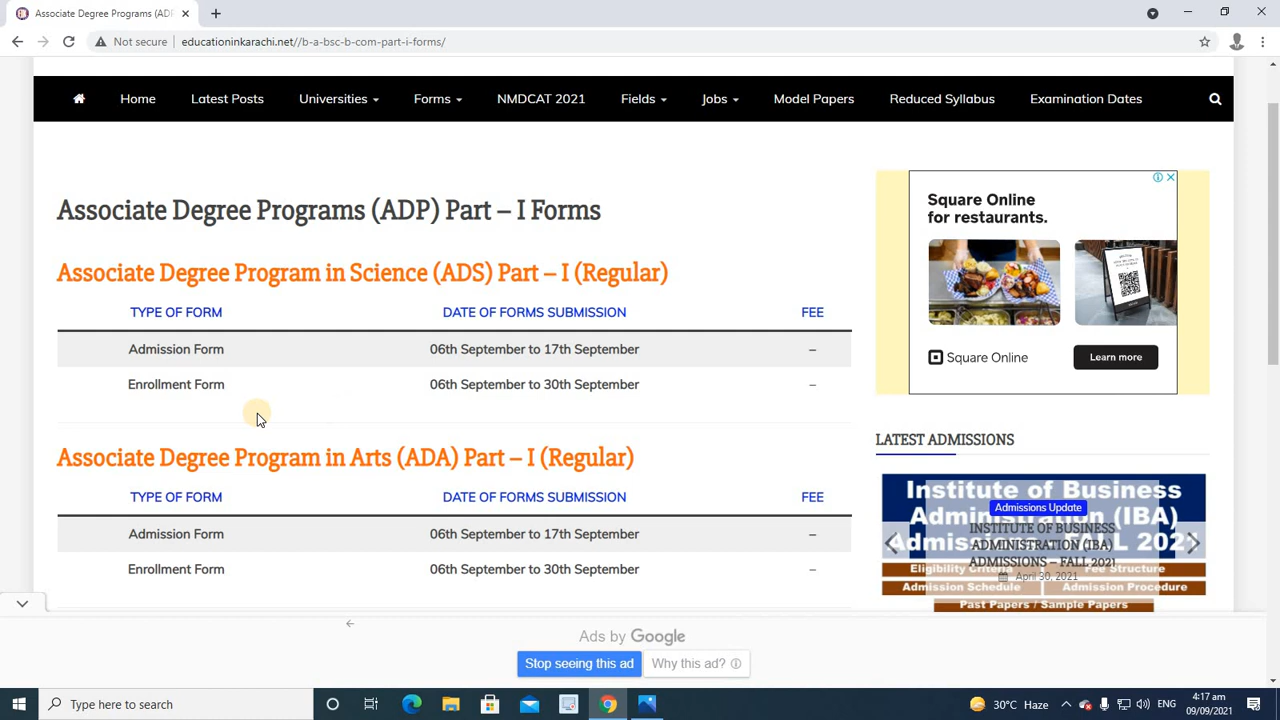 Associate Degree Programs (ADP
Not secure educationinkarachi.net//b-a-bsc-b-com-part-i-forms/
Home Latest Posts Universities Forms NMDCAT 2021 Fields Jobs Model Papers Reduced Syllabus Examination Dates
Associate Degree Programs (ADP) Part – I Forms
Associate Degree Program in Science (ADS) Part – I (Regular)
TYPE OF FORM DATE OF FORMS SUBMISSION FEE
Admission Form 06th September to 17th September –
Enrollment Form 06th September to 30th September –
Associate Degree Program in Arts (ADA) Part – I (Regular)
TYPE OF FORM DATE OF FORMS SUBMISSION FEE
Admission Form 06th September to 17th September –
Enrollment Form 06th September to 30th September –
Square Online
for restaurants.
Square Online Learn more
LATEST ADMISSIONS
Institute of Business
Administration (IBA)
Admissions – FALL 2021
Eligibility Criteria Fee Structure
Admission Schedule Admission Procedure
Past Papers / Sample Papers
Admissions Update
INSTITUTE OF BUSINESS
ADMINISTRATION (IBA)
ADMISSIONS – FALL 2021
April 30, 2021
Ads by Google
Stop seeing this ad Why this ad?
Type here to search
30°C Haze ENG
4:17 pm
09/09/2021